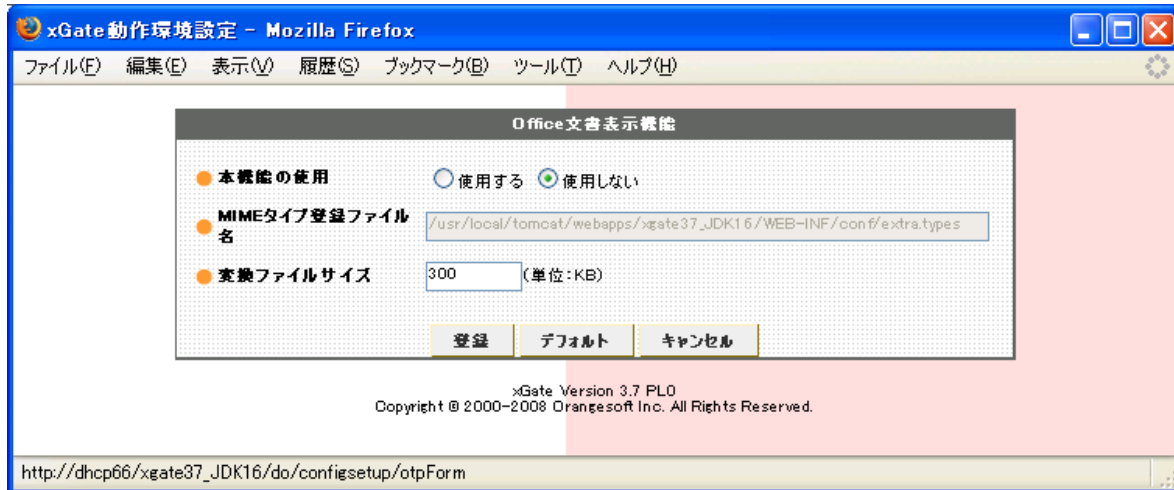 xGate動作環境設定 - Mozilla Firefox
ファイル(F) 編集(E) 表示(V) 履歴(S) ブックマーク(B) ツール(T) ヘルプ(H)
Office文書表示機能
本機能の使用 使用する 使用しない
MIMEタイプ登録ファイル名 /usr/local/tomcat/webapps/xgate37_JDK16/WEB-INF/conf/extra.types
変換ファイルサイズ 300 (単位:KB)
登録 デフォルト キャンセル
xGate Version 3.7 PL0
Copyright © 2000-2008 Orangesoft Inc. All Rights Reserved.
http://dhcp66/xgate37_JDK16/do/configsetup/otpForm